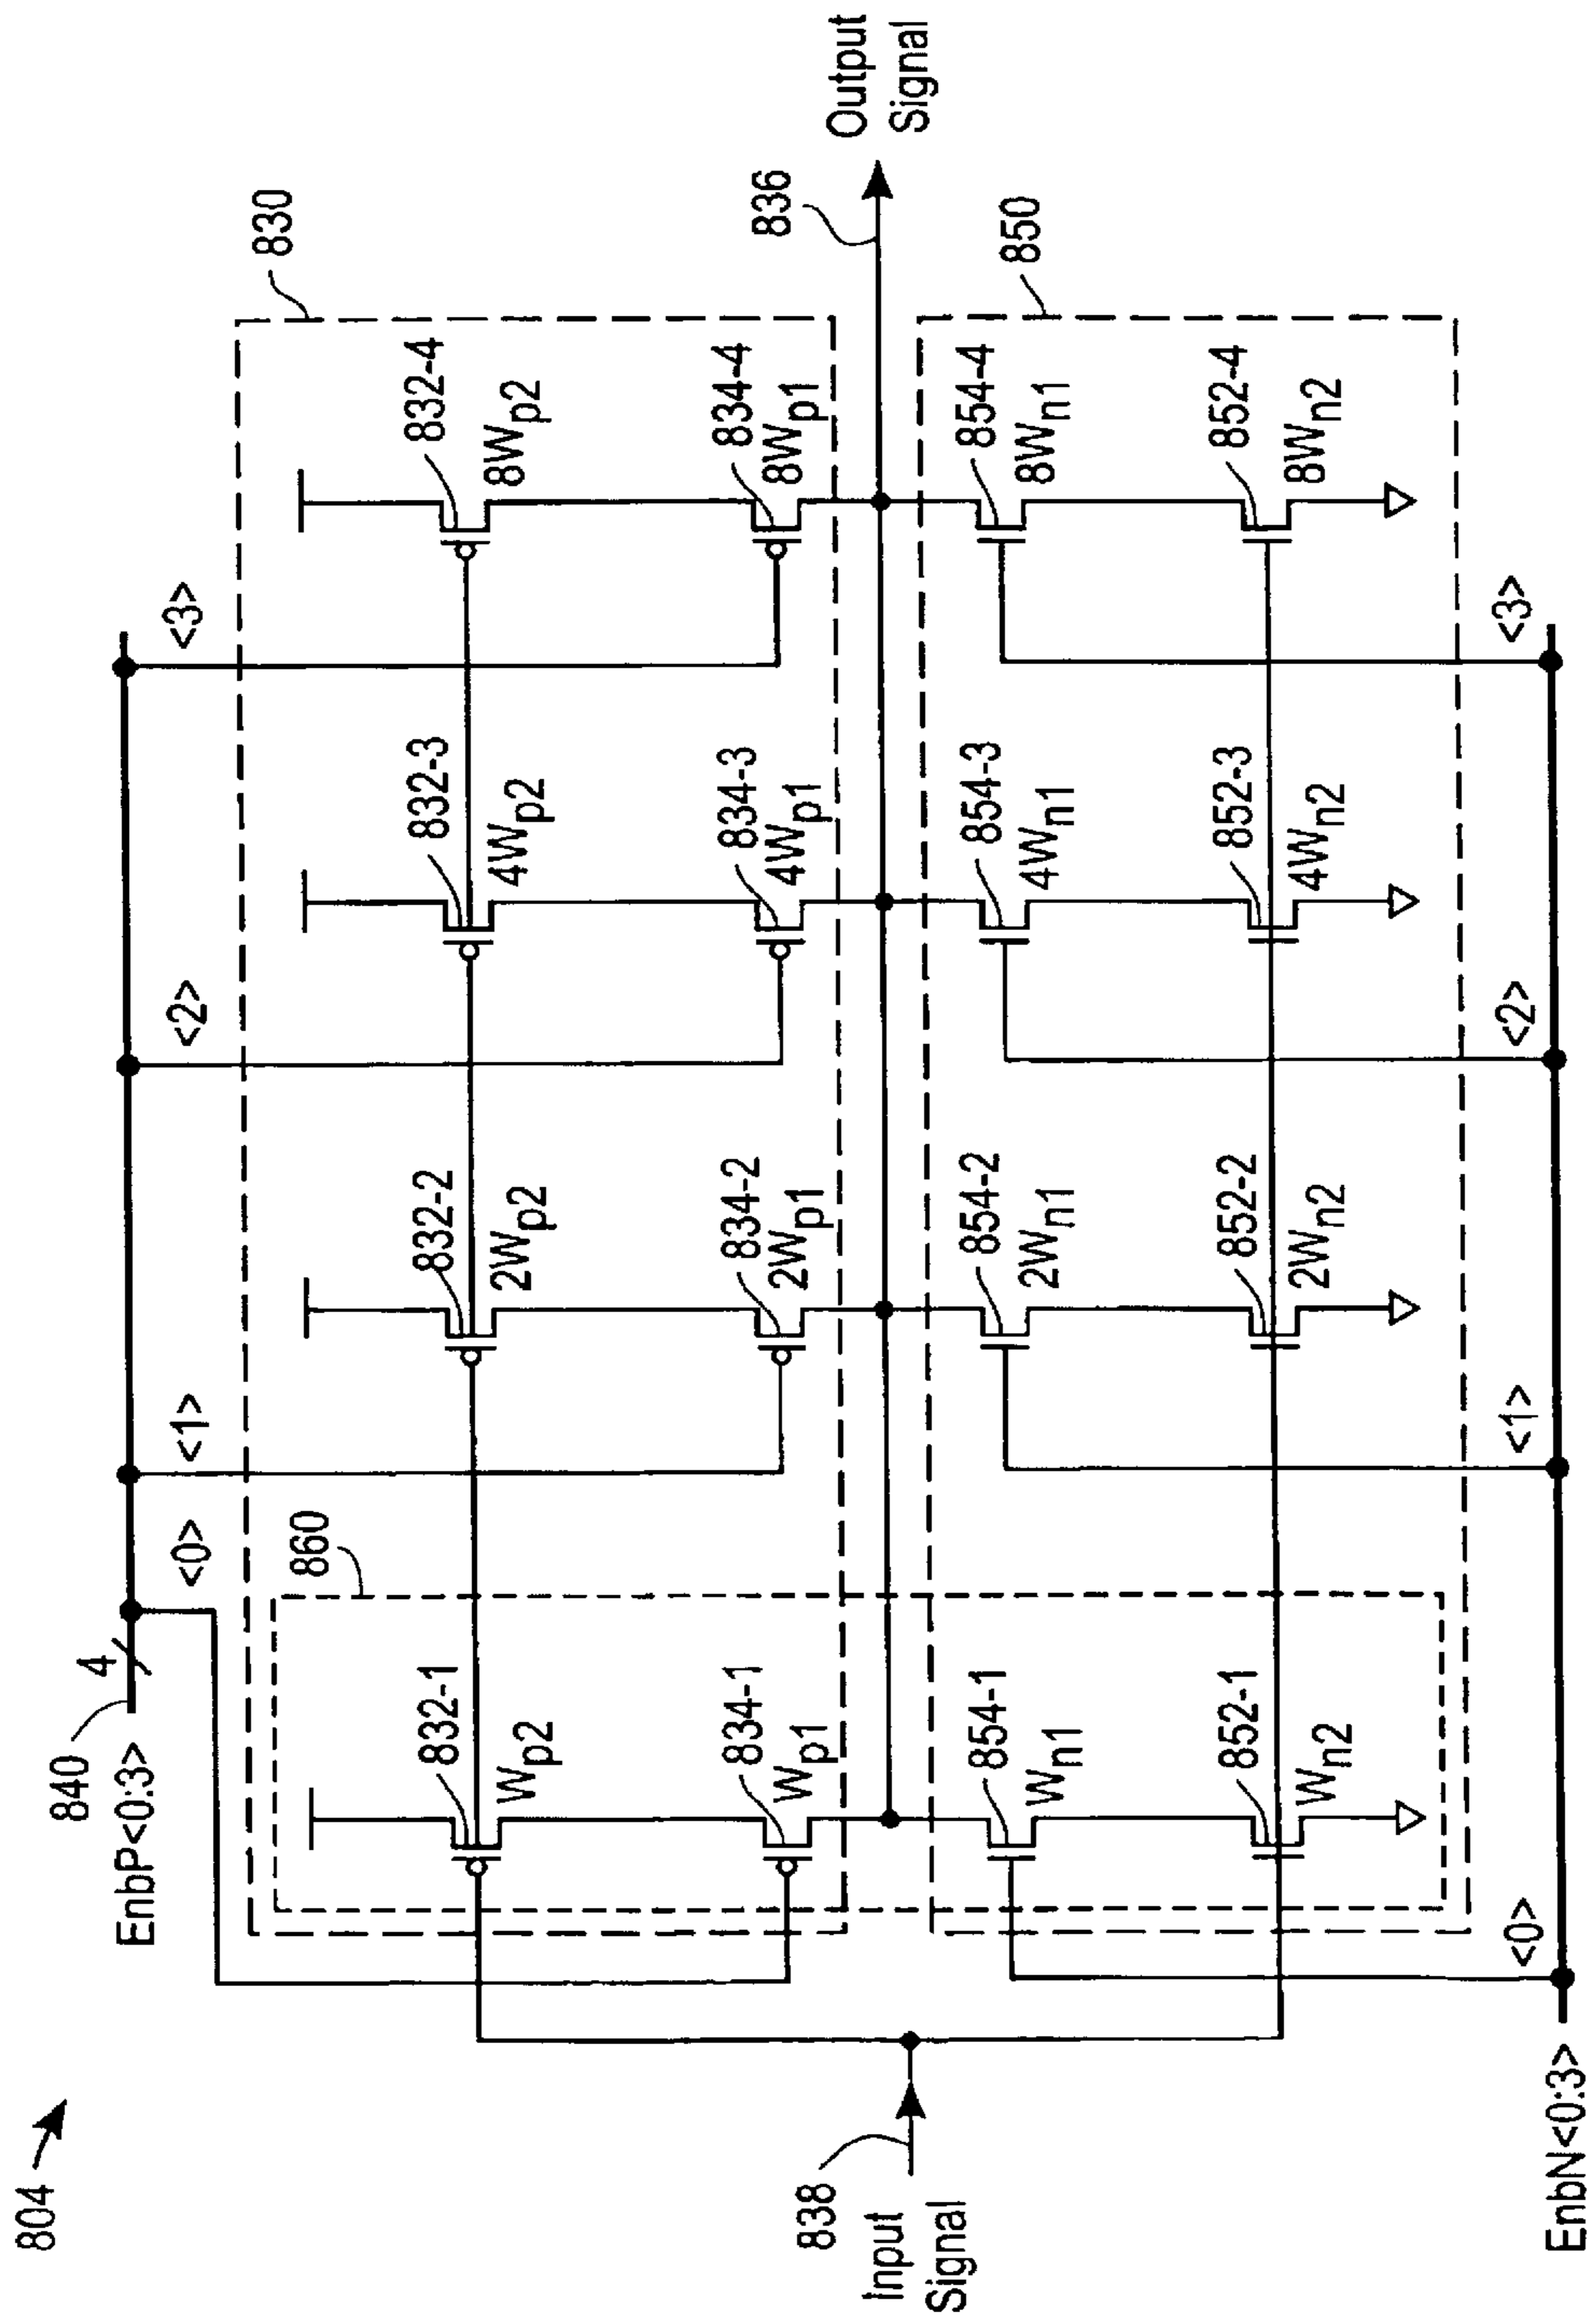 804
840
EnbP<0:3>
4
<0>
<1>
<2>
<3>
860
830
832-1
Wp2
832-2
2Wp2
832-3
4Wp2
832-4
8Wp2
834-1
Wp1
834-2
2Wp1
834-3
4Wp1
834-4
8Wp1
838
Input
Signal
836
Output
Signal
850
854-1
Wn1
854-2
2Wn1
854-3
4Wn1
854-4
8Wn1
852-1
Wn2
852-2
2Wn2
852-3
4Wn2
852-4
8Wn2
<0>
<1>
<2>
<3>
EnbN<0:3>